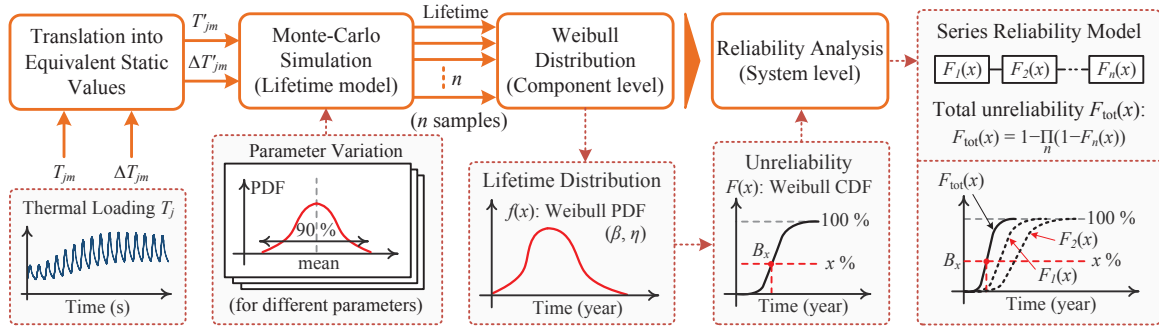 Translation into
Equivalent Static
Values
T'jm
ΔT'jm
Monte-Carlo
Simulation
(Lifetime model)
Lifetime
n
(n samples)
Weibull
Distribution
(Component level)
Reliability Analysis
(System level)
Series Reliability Model
F1(x) F2(x) Fn(x)
Total unreliability Ftot(x):
Ftot(x) = 1−∏n(1−Fn(x))
Tjm
ΔTjm
Thermal Loading Tj
Time (s)
Parameter Variation
PDF
90 %
mean
(for different parameters)
Lifetime Distribution
f(x): Weibull PDF
(β, η)
Time (year)
Unreliability
F(x): Weibull CDF
100 %
Bx
x %
Time (year)
Ftot(x)
100 %
F2(x)
Bx
x %
F1(x)
Time (year)